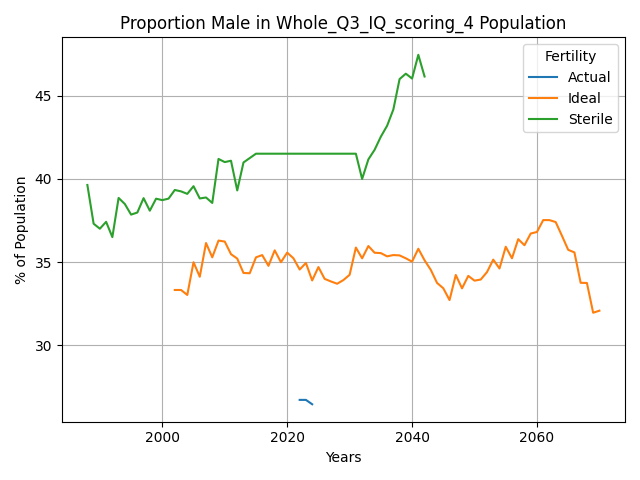 Proportion Male in Whole_Q3_IQ_scoring_4 Population
Fertility
Actual
Ideal
Sterile
% of Population
45
40
35
30
2000
2020
2040
2060
Years